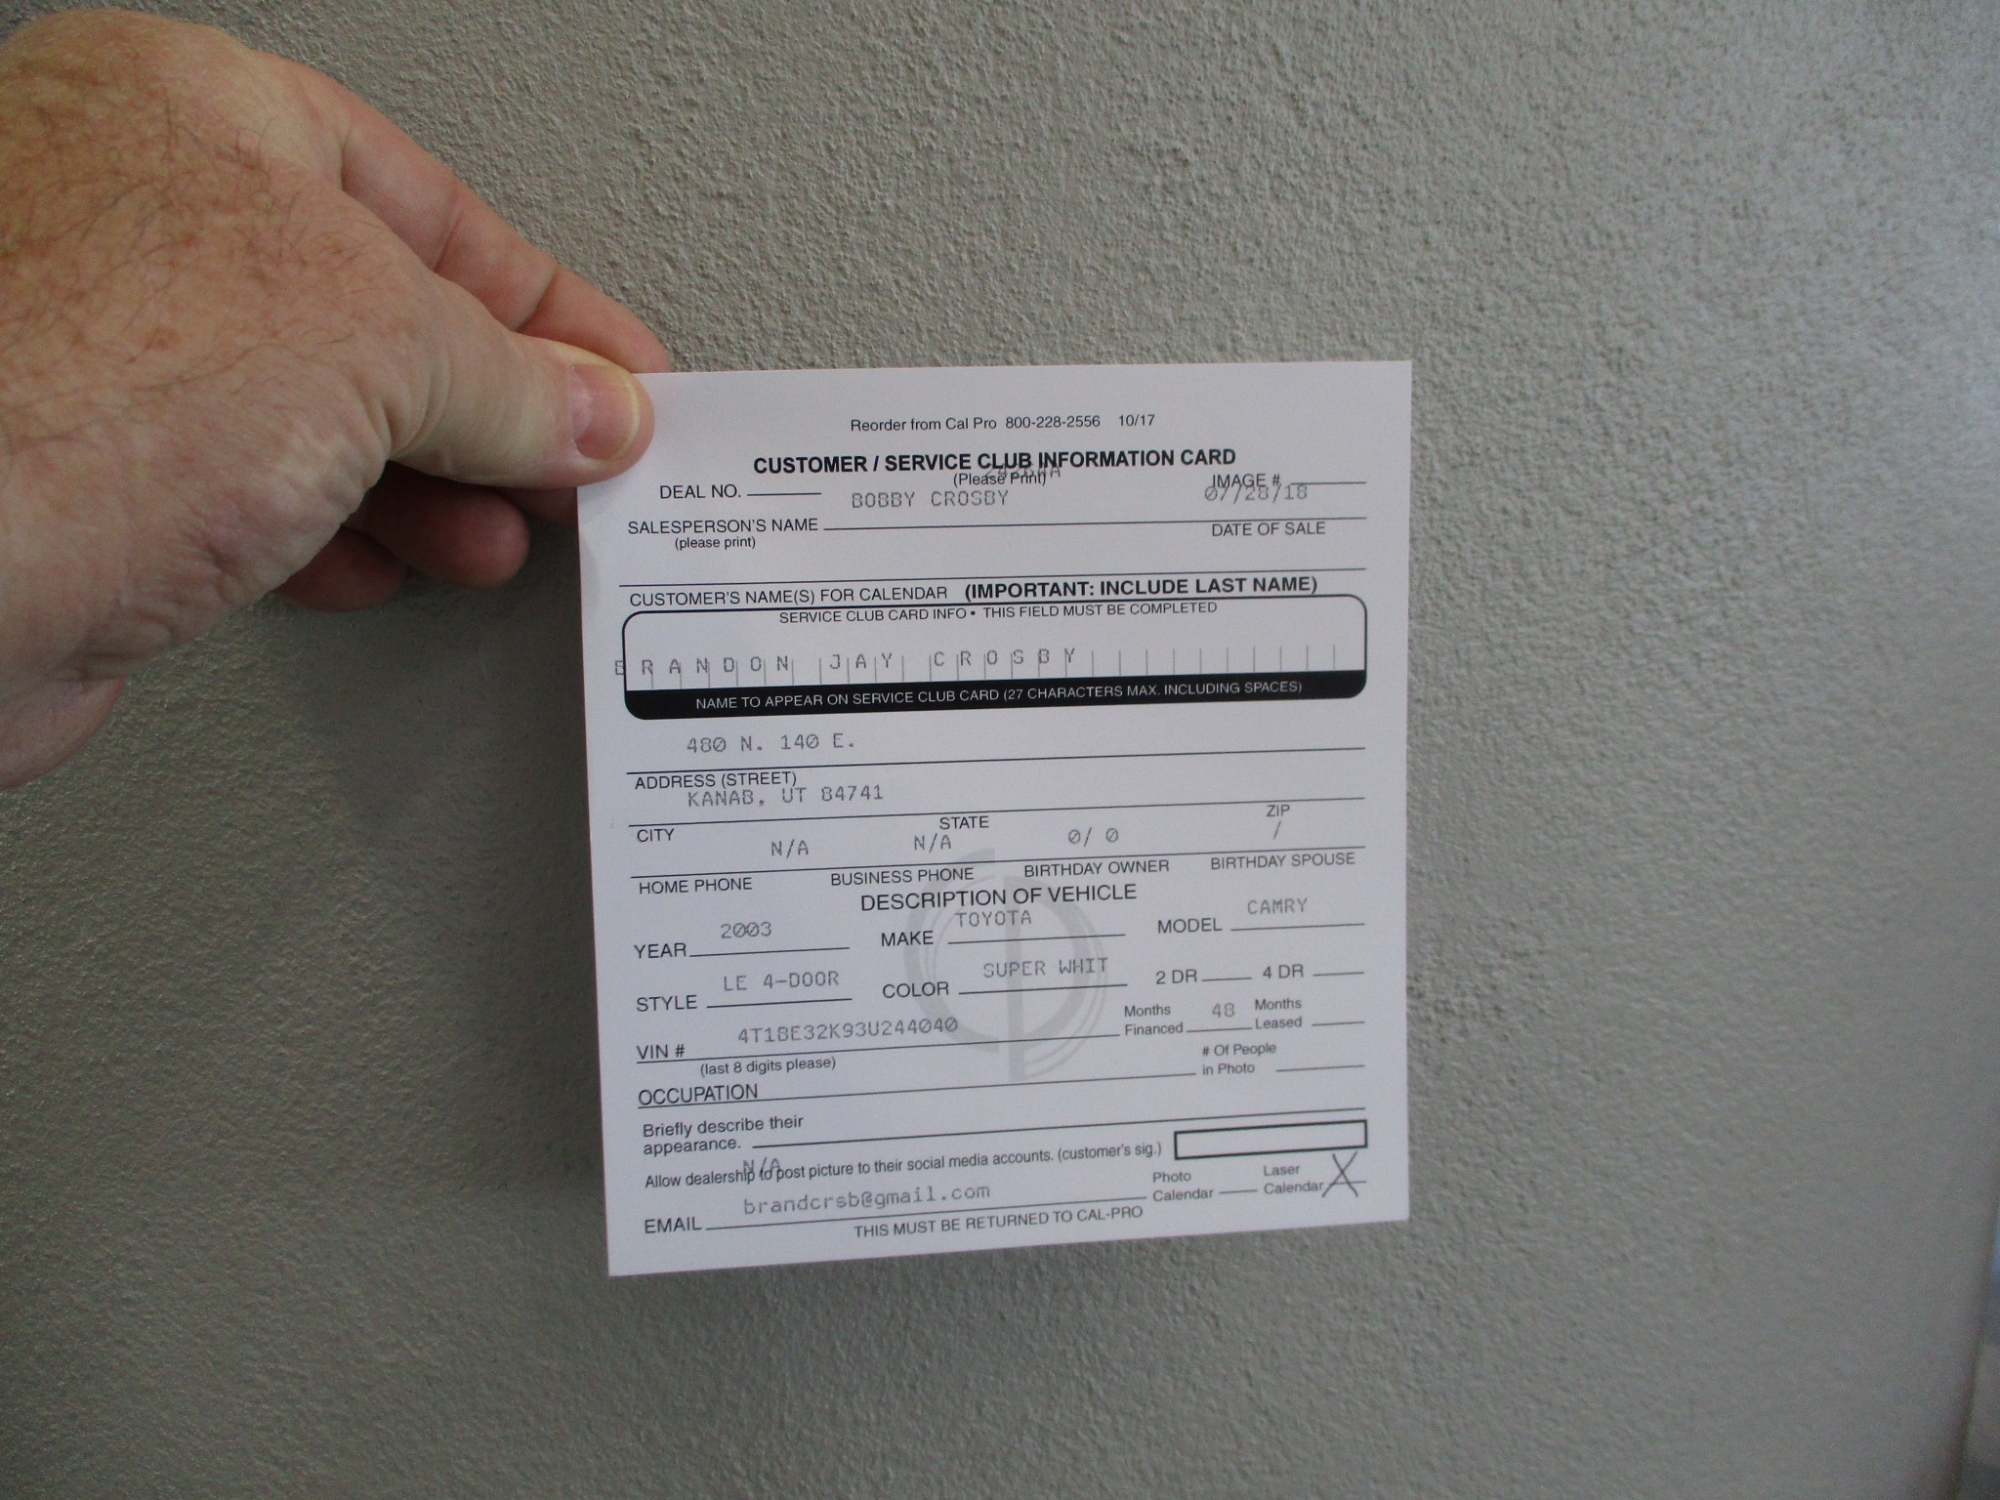 Reorder from Cal Pro 800-228-2556 10/17
CUSTOMER / SERVICE CLUB INFORMATION CARD
(Please Print)
DEAL NO. IMAGE #
BOBBY CROSBY 07/28/18
SALESPERSON'S NAME DATE OF SALE
(please print)
CUSTOMER'S NAME(S) FOR CALENDAR (IMPORTANT: INCLUDE LAST NAME)
SERVICE CLUB CARD INFO • THIS FIELD MUST BE COMPLETED
BRANDON JAY CROSBY
NAME TO APPEAR ON SERVICE CLUB CARD (27 CHARACTERS MAX. INCLUDING SPACES)
480 N. 140 E.
ADDRESS (STREET)
KANAB, UT 84741
CITY STATE ZIP
N/A N/A 0/ 0 /
HOME PHONE BUSINESS PHONE BIRTHDAY OWNER BIRTHDAY SPOUSE
DESCRIPTION OF VEHICLE
2003 TOYOTA CAMRY
YEAR MAKE MODEL
LE 4-DOOR SUPER WHIT
STYLE COLOR 2 DR 4 DR
4T1BE32K93U244040 Months Financed 48 Months Leased
VIN #
(last 8 digits please) # Of People in Photo
OCCUPATION
Briefly describe their
appearance.
N/A
Allow dealership to post picture to their social media accounts. (customer's sig.)
brandcrsb@gmail.com Photo Calendar Laser Calendar X
EMAIL
THIS MUST BE RETURNED TO CAL-PRO